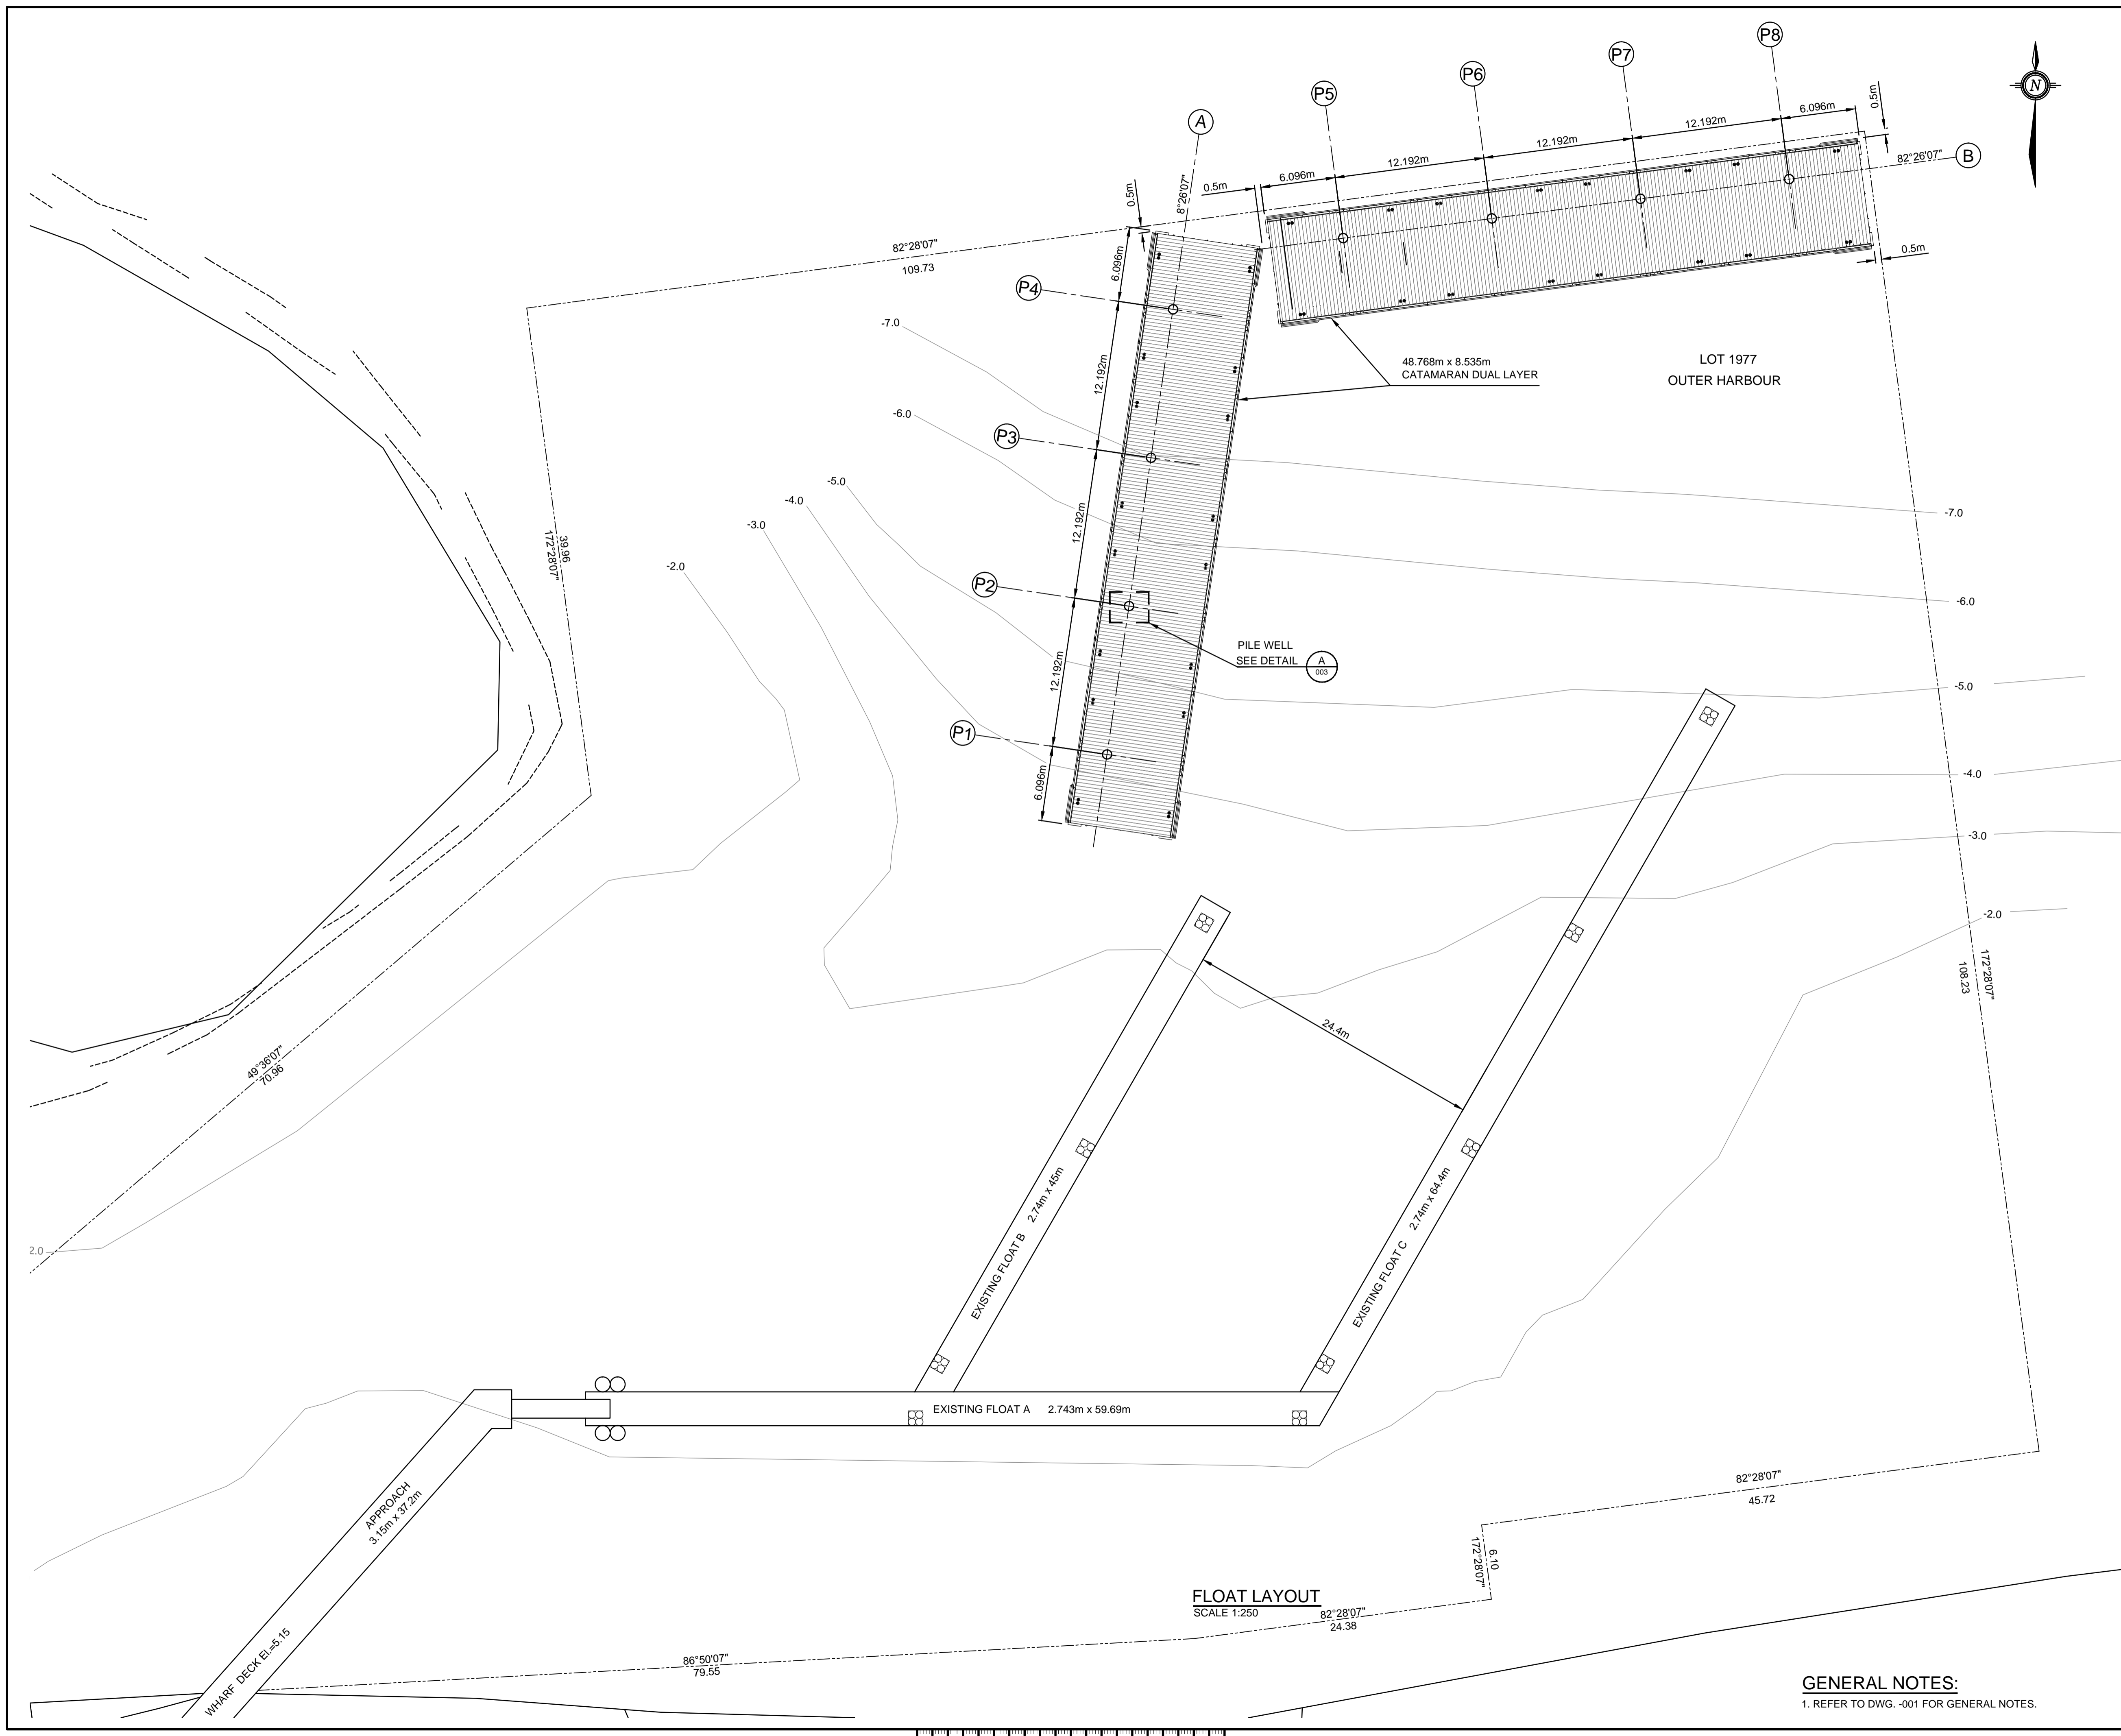 P8
P7
P6
P5
A
N
6.096m
0.5m
12.192m
12.192m
12.192m
6.096m
0.5m
82°26'07"
B
0.5m
8°26'07"
0.5m
82°28'07"
109.73
6.096m
P4
-7.0
12.192m
48.768m x 8.535m
CATAMARAN DUAL LAYER
LOT 1977
OUTER HARBOUR
-6.0
P3
-5.0
-4.0
-3.0
12.192m
-7.0
39.96
172°28'07"
-2.0
P2
-6.0
PILE WELL
SEE DETAIL
A
003
12.192m
-5.0
P1
6.096m
-4.0
-3.0
-2.0
172°28'07"
108.23
24.4m
49°36'07"
70.96
EXISTING FLOAT B 2.74m x 45m
EXISTING FLOAT C 2.74m x 64.4m
2.0
EXISTING FLOAT A 2.743m x 59.69m
APPROACH
3.15m x 37.2m
82°28'07"
45.72
6.10
172°28'07"
FLOAT LAYOUT
SCALE 1:250
82°28'07"
24.38
WHARF DECK El.=5.15
86°50'07"
79.55
GENERAL NOTES:
1. REFER TO DWG. -001 FOR GENERAL NOTES.